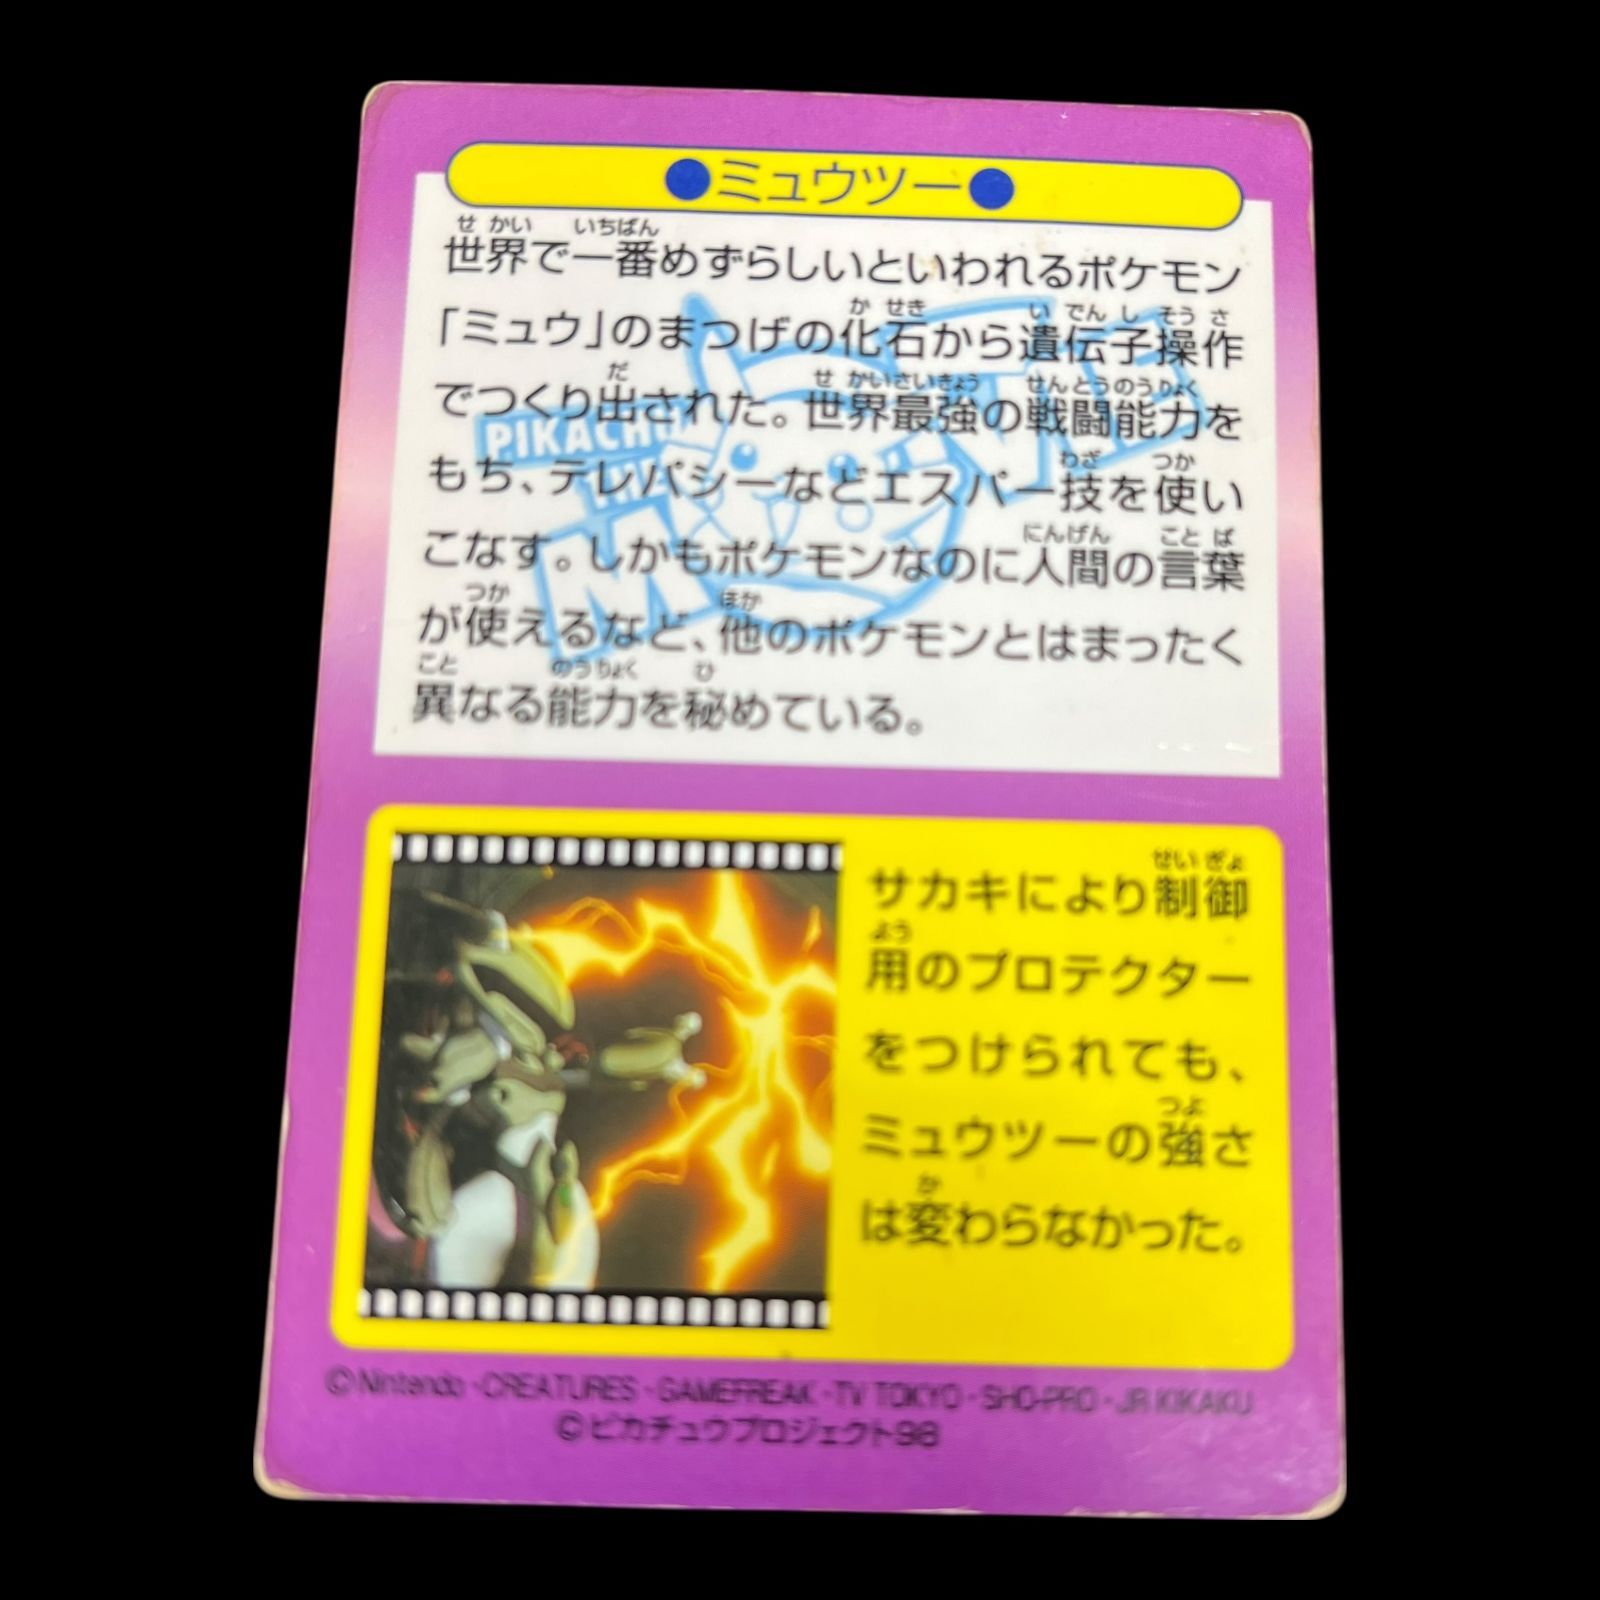 ●ミュウツー●
世界で一番めずらしいといわれるポケモン
「ミュウ」のまつげの化石から遺伝子操作
でつくり出された。世界最強の戦闘能力を
もち、テレパシーなどエスパー技を使い
こなす。しかもポケモンなのに人間の言葉
が使えるなど、他のポケモンとはまったく
異なる能力を秘めている。
PIKACHU
サカキにより制御
用のプロテクター
をつけられても、
ミュウツーの強さ
は変わらなかった。
©Nintendo・CREATURES・GAMEFREAK・TV TOKYO・SHO-PRO・JR KIKAKU
©ピカチュウプロジェクト98